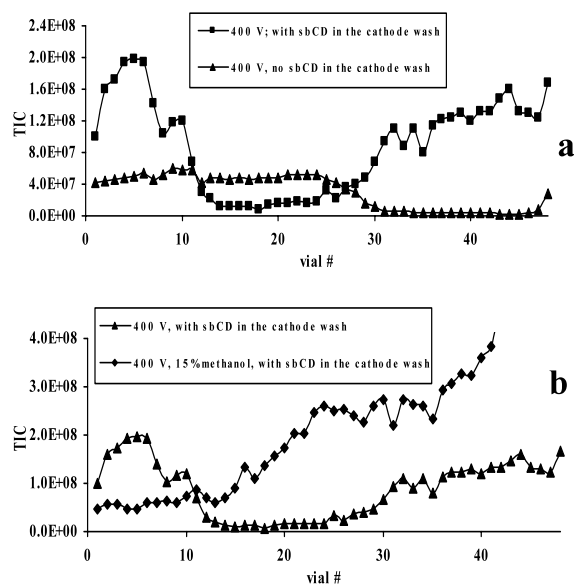 2.4E+08
2.0E+08
1.6E+08
1.2E+08
8.0E+07
4.0E+07
0.0E+00
TIC
400 V; with sbCD in the cathode wash
400 V, no sbCD in the cathode wash
a
0 10 20 30 40
vial #
4.0E+08
3.0E+08
2.0E+08
1.0E+08
0.0E+00
TIC
400 V, with sbCD in the cathode wash
400 V, 15%methanol, with sbCD in the cathode wash
b
0 10 20 30 40
vial #